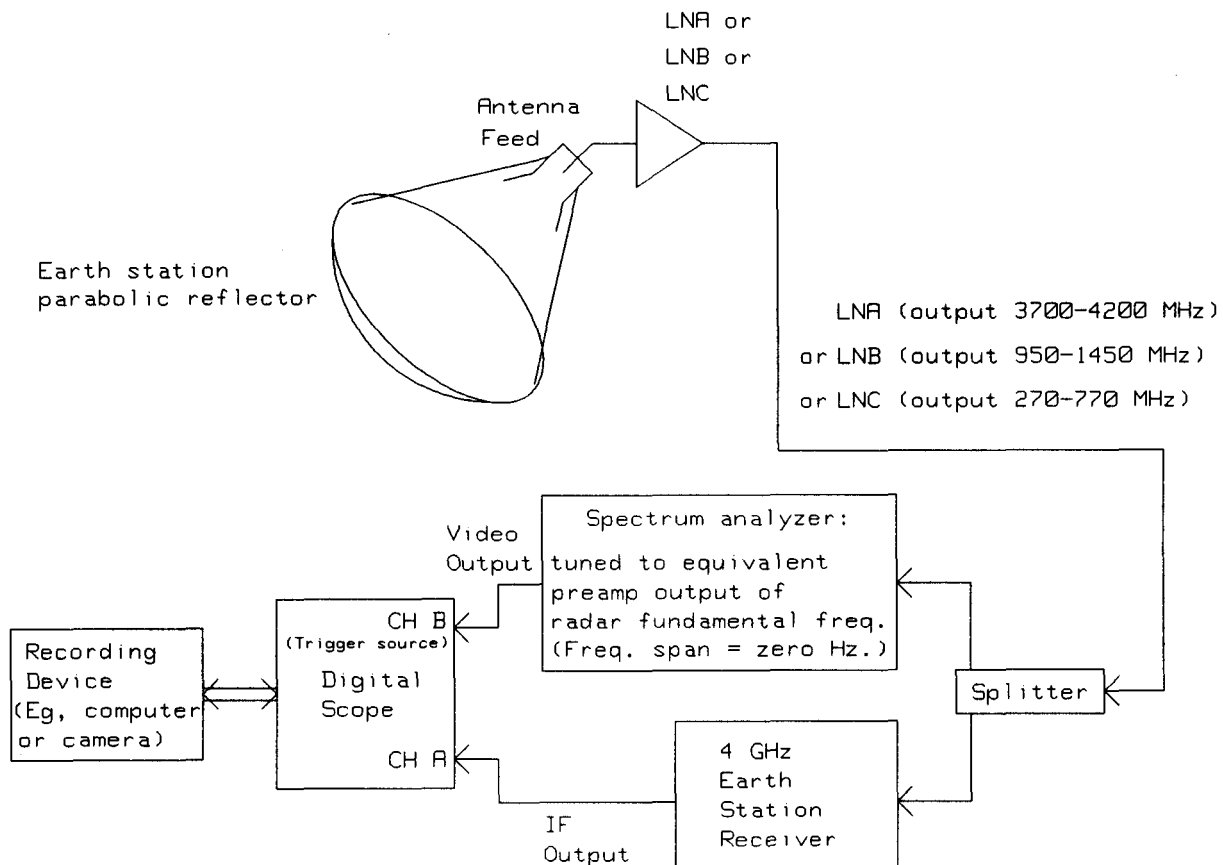 LNA or
LNB or
LNC
Antenna
Feed
Earth station
parabolic reflector
LNA (output 3700-4200 MHz)
or LNB (output 950-1450 MHz)
or LNC (output 270-770 MHz)
Spectrum analyzer:
tuned to equivalent
preamp output of
radar fundamental freq.
(Freq. span = zero Hz.)
Video
Output
CH B
(Trigger source)
Digital
Scope
CH A
Recording
Device
(Eg, computer
or camera)
Splitter
4 GHz
Earth
Station
Receiver
IF
Output